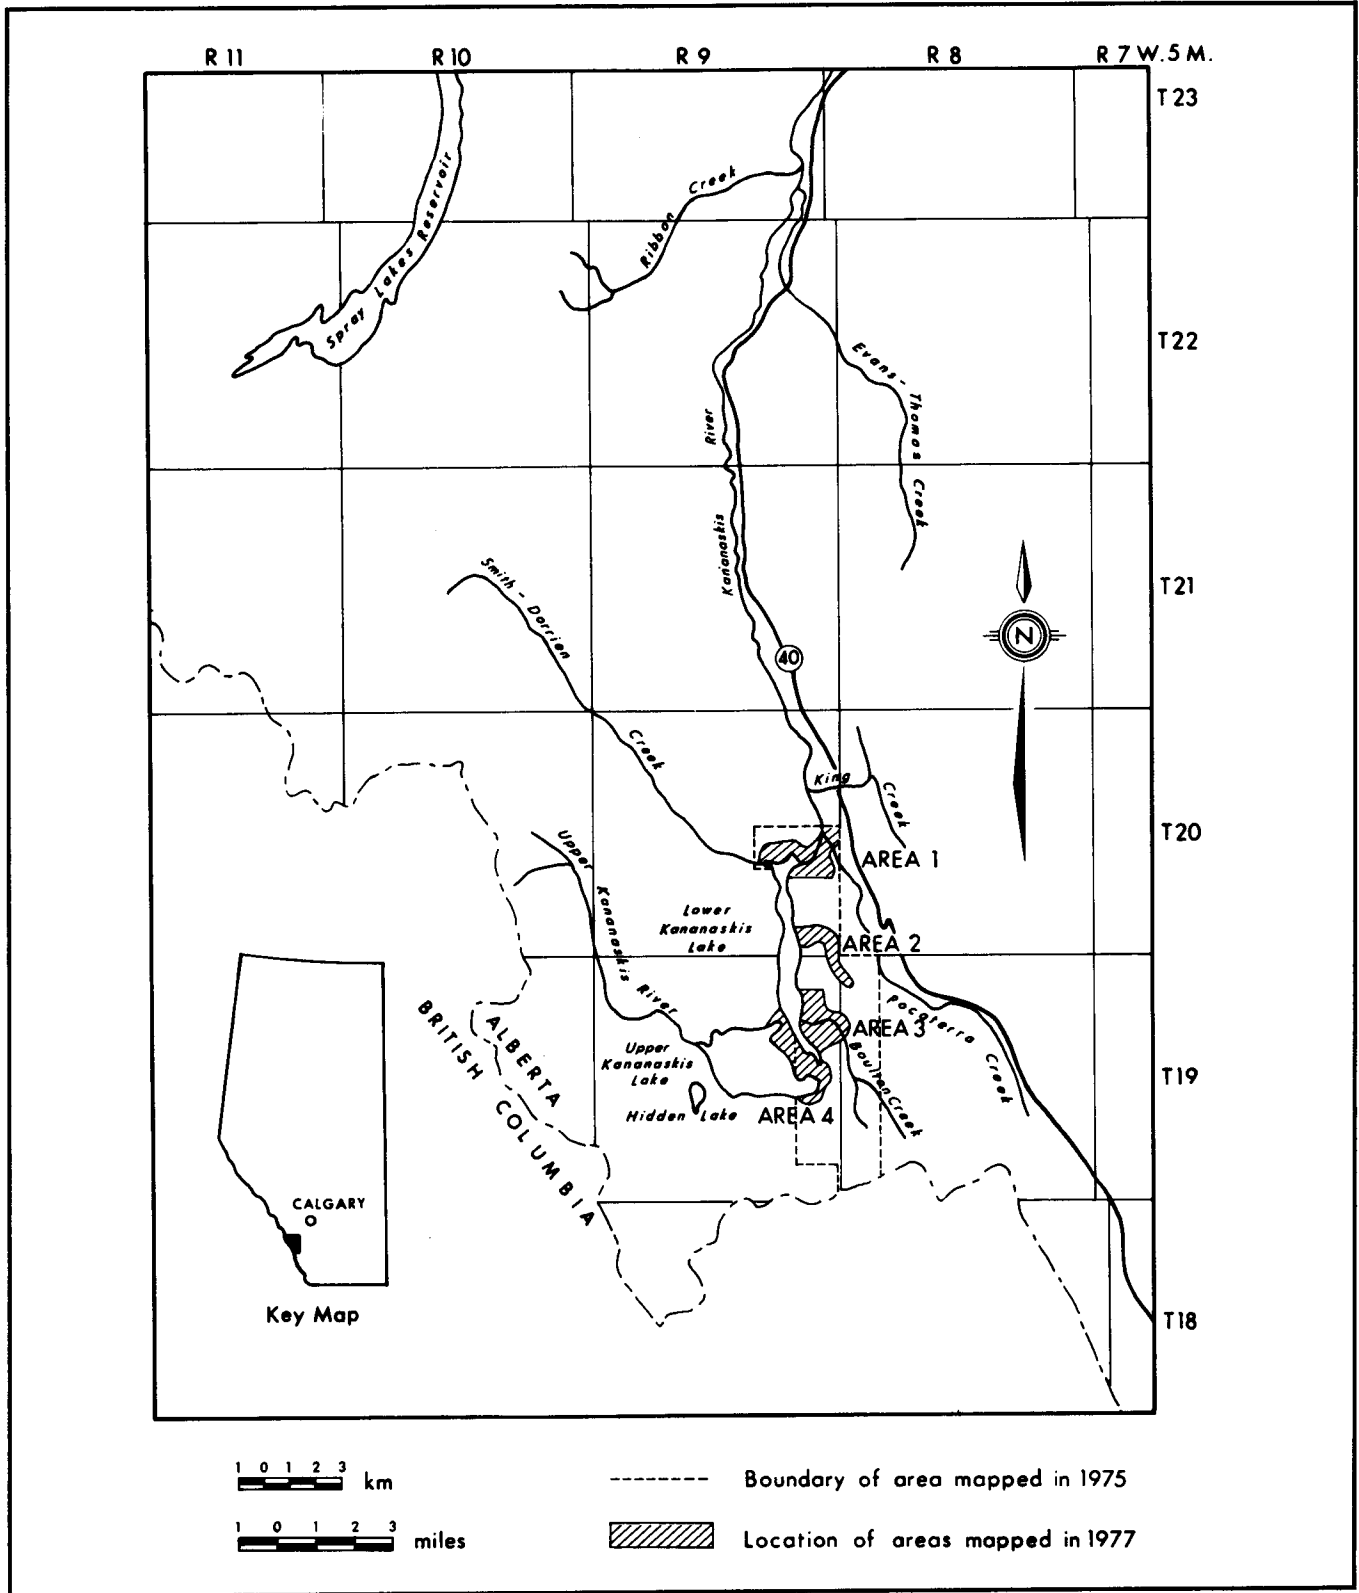 R 11 R 10 R 9 R 8 R 7 W. 5 M.
T 23
Ribbon Creek
Spray Lakes Reservoir
T 22
Evans - Thomas Creek
Kananaskis River
Smith - Dorrien Creek
T 21
N
40
King Creek
T 20
AREA 1
Upper Kananaskis River
Lower
Kananaskis
Lake
AREA 2
Pocaterra Creek
AREA 3
Boulton Creek
Upper
Kananaskis
Lake
Hidden Lake
AREA 4
T 19
ALBERTA
BRITISH COLUMBIA
CALGARY
Key Map
T 18
1 0 1 2 3 km
1 0 1 2 3 miles
Boundary of area mapped in 1975
Location of areas mapped in 1977